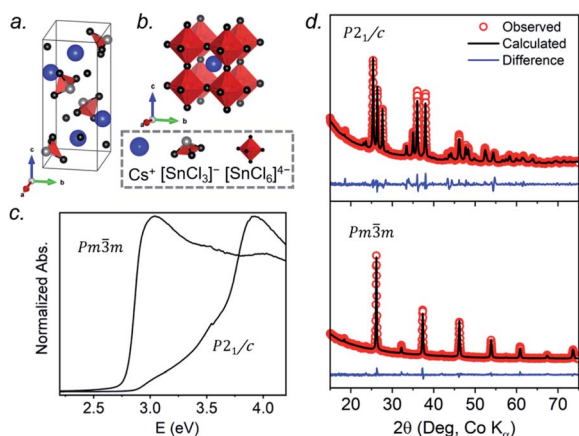 a.
b.
c
b
a
c
a
b
Cs⁺ [SnCl₃]⁻ [SnCl₆]⁴⁻
c.
Normalized Abs.
Pm3̄m
P2₁/c
2.5 3.0 3.5 4.0
E (eV)
d.
P2₁/c
Observed
Calculated
Difference
Pm3̄m
20 30 40 50 60 70
2θ (Deg, Co Kα)